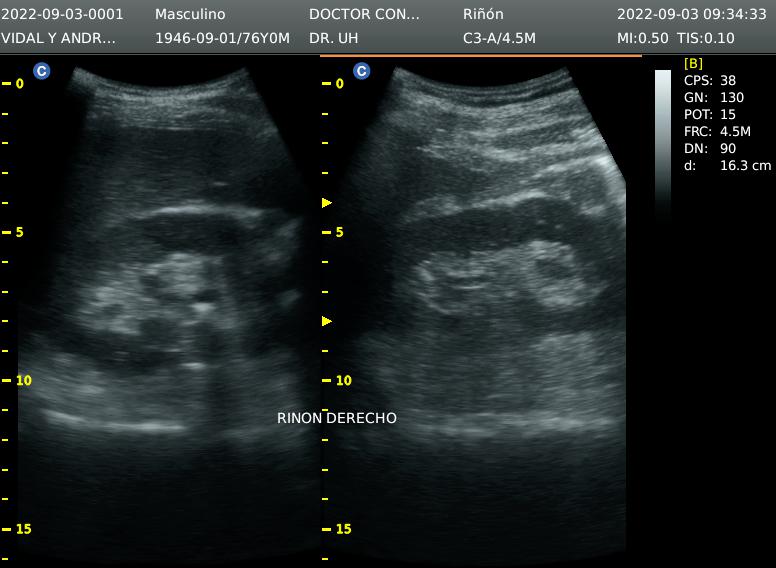 2022-09-03-0001 Masculino DOCTOR CON... Riñón 2022-09-03 09:34:33
VIDAL Y ANDR... 1946-09-01/76Y0M DR. UH C3-A/4.5M MI:0.50 TIS:0.10
C
C
[B]
CPS: 38
GN: 130
POT: 15
FRC: 4.5M
DN: 90
d: 16.3 cm
0
5
10
15
0
5
10
15
RINON DERECHO